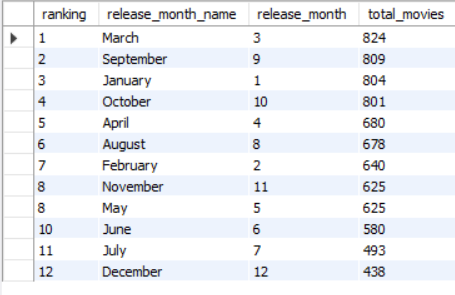 ranking release_month_name release_month total_movies
1 March 3 824
2 September 9 809
3 January 1 804
4 October 10 801
5 April 4 680
6 August 8 678
7 February 2 640
8 November 11 625
8 May 5 625
10 June 6 580
11 July 7 493
12 December 12 438